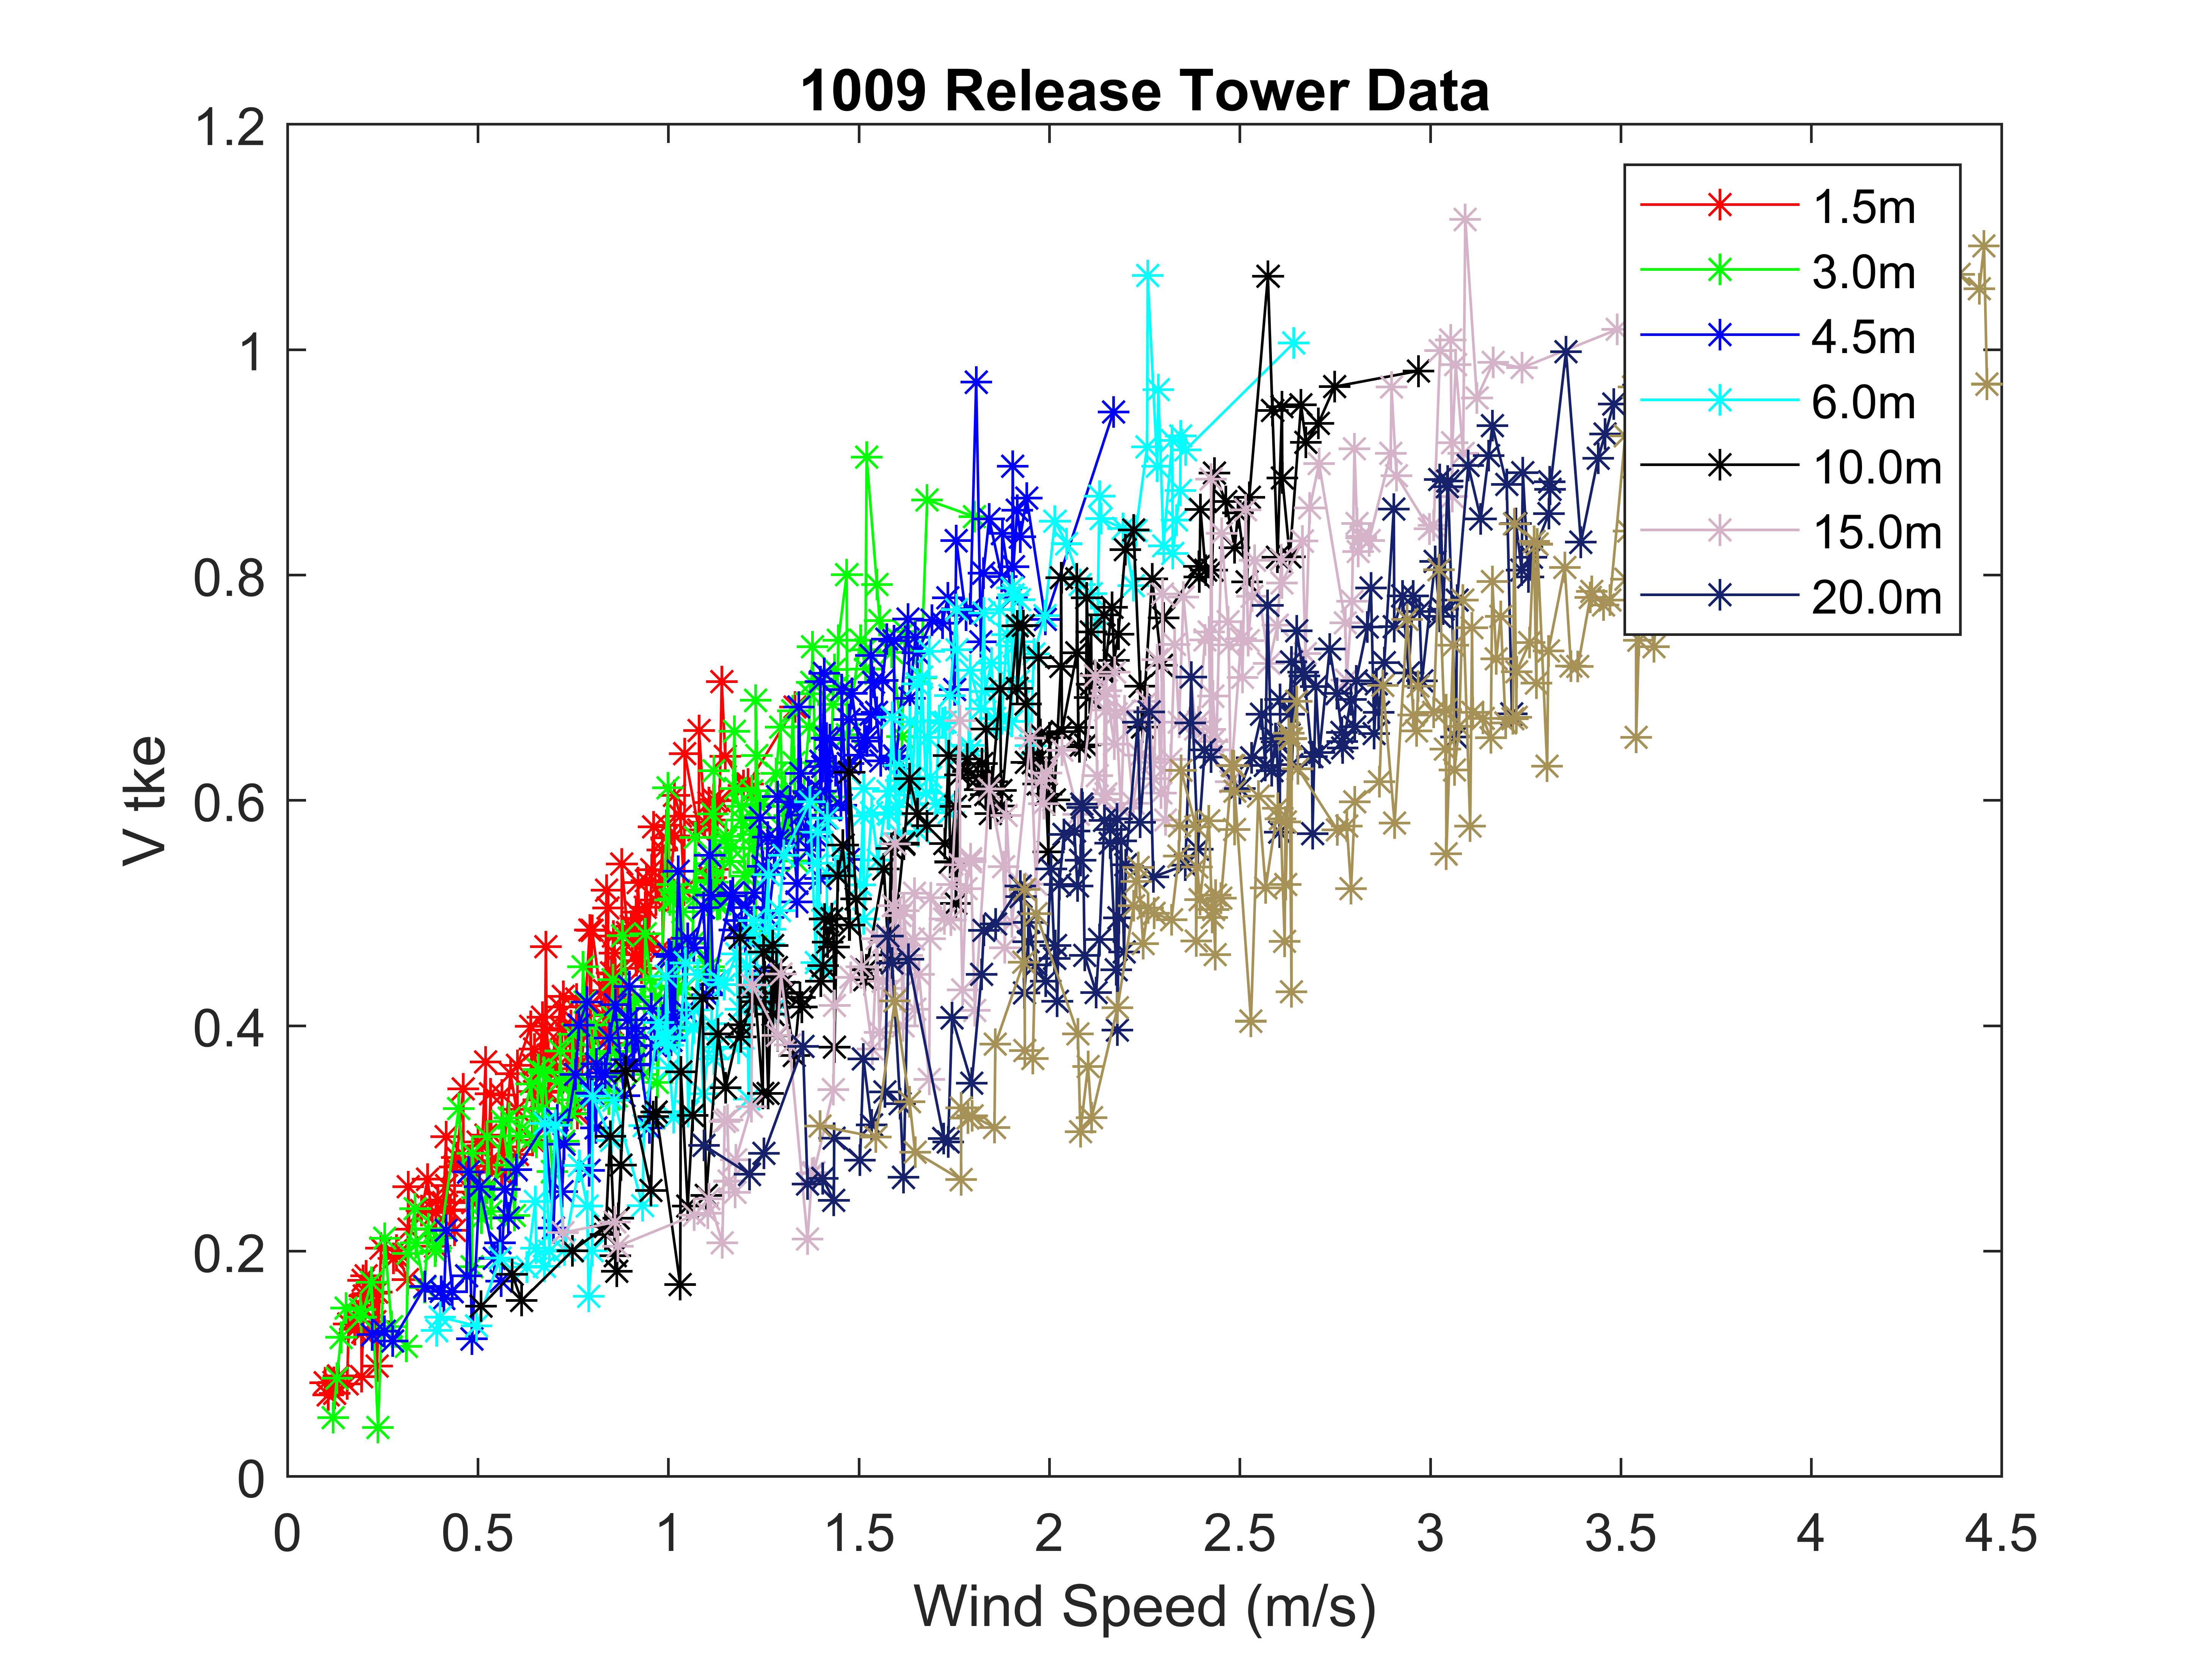 1009 Release Tower Data
1.2
1
0.8
0.6
0.4
0.2
0
V tke
1.5m
3.0m
4.5m
6.0m
10.0m
15.0m
20.0m
0 0.5 1 1.5 2 2.5 3 3.5 4 4.5
Wind Speed (m/s)